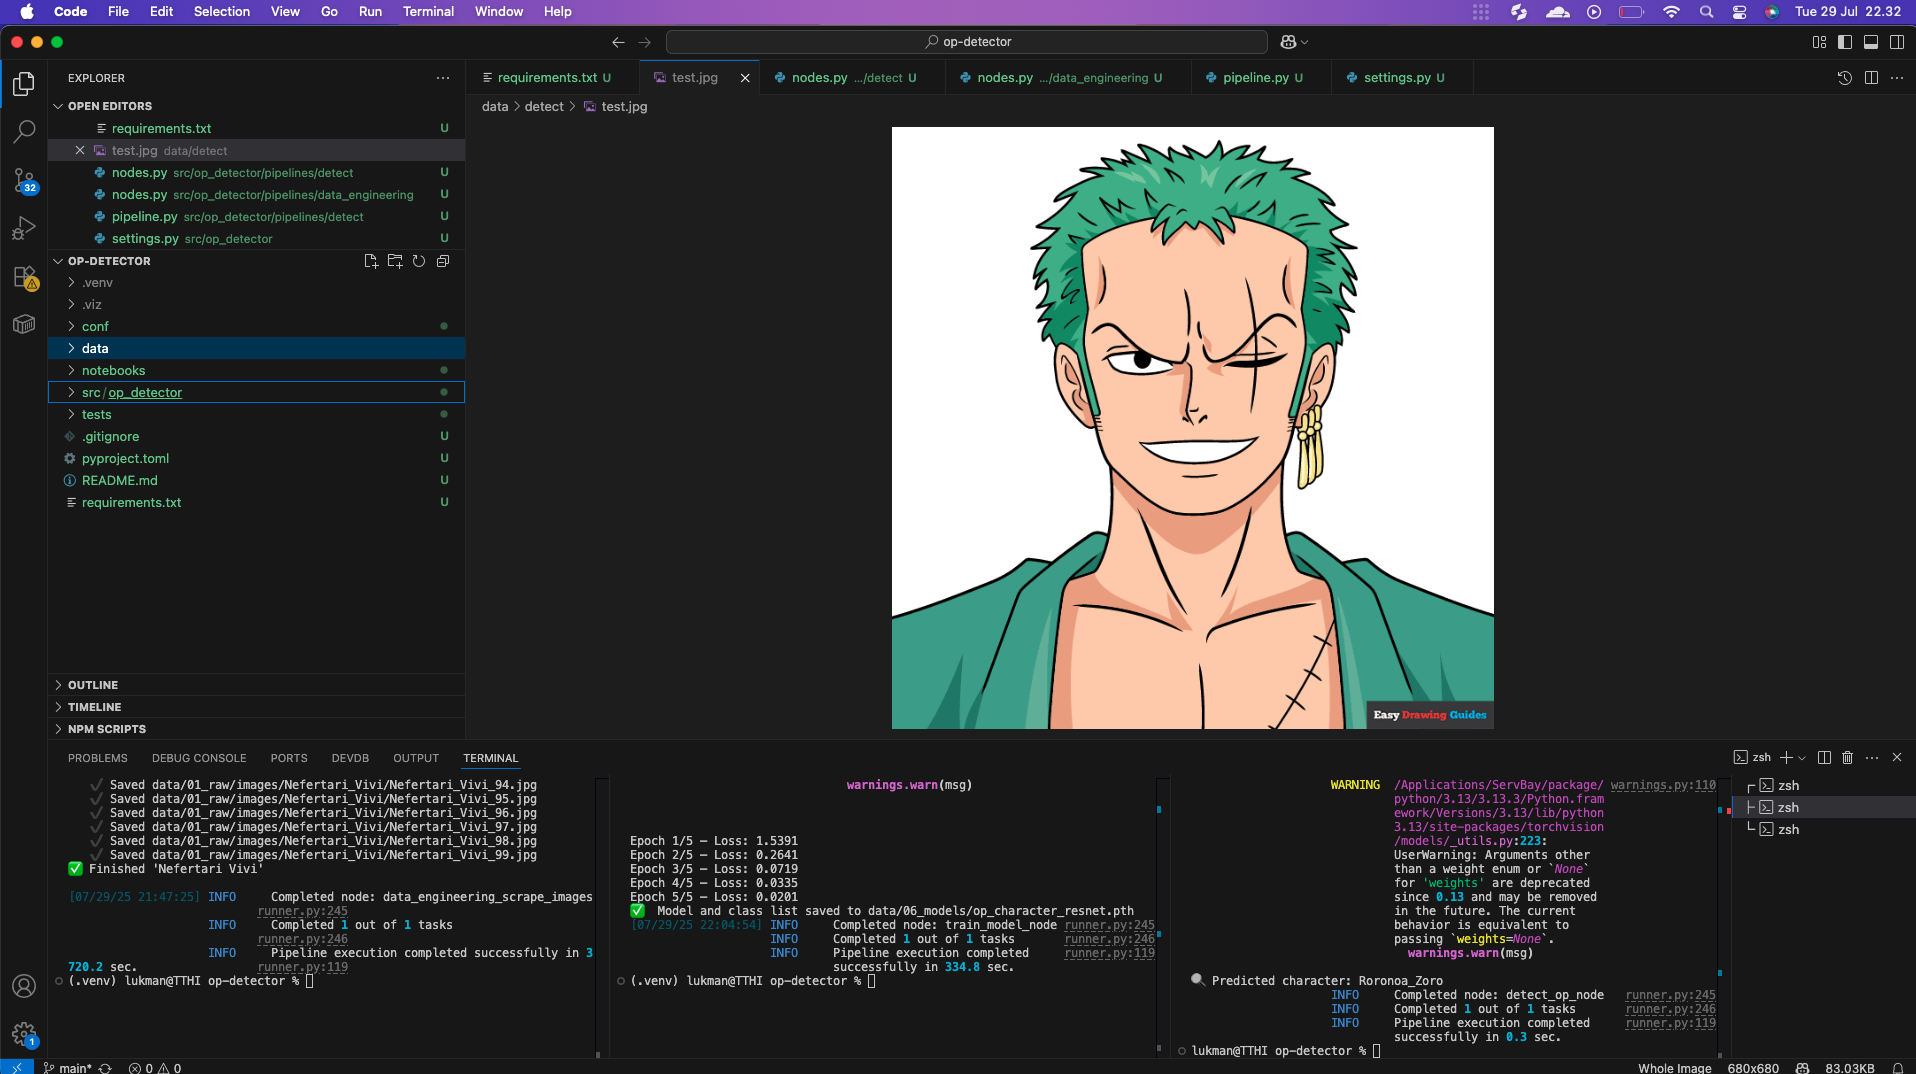 Code File Edit Selection View Go Run Terminal Window Help
Tue 29 Jul 22.32
op-detector
EXPLORER
OPEN EDITORS
requirements.txt U
test.jpg data/detect
nodes.py src/op_detector/pipelines/detect U
nodes.py src/op_detector/pipelines/data_engineering U
pipeline.py src/op_detector/pipelines/detect U
settings.py src/op_detector U
OP-DETECTOR
.venv
.viz
conf
data
notebooks
src/op_detector
tests
.gitignore U
pyproject.toml U
README.md U
requirements.txt U
OUTLINE
TIMELINE
NPM SCRIPTS
32
1
requirements.txt U
test.jpg
nodes.py .../detect U
nodes.py .../data_engineering U
pipeline.py U
settings.py U
data > detect > test.jpg
Easy Drawing Guides
PROBLEMS DEBUG CONSOLE PORTS DEVDB OUTPUT TERMINAL
zsh
Saved data/01_raw/images/Nefertari_Vivi/Nefertari_Vivi_94.jpg
Saved data/01_raw/images/Nefertari_Vivi/Nefertari_Vivi_95.jpg
Saved data/01_raw/images/Nefertari_Vivi/Nefertari_Vivi_96.jpg
Saved data/01_raw/images/Nefertari_Vivi/Nefertari_Vivi_97.jpg
Saved data/01_raw/images/Nefertari_Vivi/Nefertari_Vivi_98.jpg
Saved data/01_raw/images/Nefertari_Vivi/Nefertari_Vivi_99.jpg
Finished 'Nefertari Vivi'
[07/29/25 21:47:25] INFO Completed node: data_engineering_scrape_images
runner.py:245
INFO Completed 1 out of 1 tasks
runner.py:246
INFO Pipeline execution completed successfully in 3
720.2 sec. runner.py:119
(.venv) lukman@TTHI op-detector %
warnings.warn(msg)
Epoch 1/5 – Loss: 1.5391
Epoch 2/5 – Loss: 0.2641
Epoch 3/5 – Loss: 0.0719
Epoch 4/5 – Loss: 0.0335
Epoch 5/5 – Loss: 0.0201
Model and class list saved to data/06_models/op_character_resnet.pth
[07/29/25 22:04:54] INFO Completed node: train_model_node runner.py:245
INFO Completed 1 out of 1 tasks runner.py:246
INFO Pipeline execution completed runner.py:119
successfully in 334.8 sec.
(.venv) lukman@TTHI op-detector %
WARNING /Applications/ServBay/package/ warnings.py:110
python/3.13/3.13.3/Python.fram
ework/Versions/3.13/lib/python
3.13/site-packages/torchvision
/models/_utils.py:223:
UserWarning: Arguments other
than a weight enum or `None`
for 'weights' are deprecated
since 0.13 and may be removed
in the future. The current
behavior is equivalent to
passing `weights=None`.
warnings.warn(msg)
Predicted character: Roronoa_Zoro
INFO Completed node: detect_op_node runner.py:245
INFO Completed 1 out of 1 tasks runner.py:246
INFO Pipeline execution completed runner.py:119
successfully in 0.3 sec.
lukman@TTHI op-detector %
zsh
zsh
zsh
main* 0 0
Whole Image 680x680 83.03KB